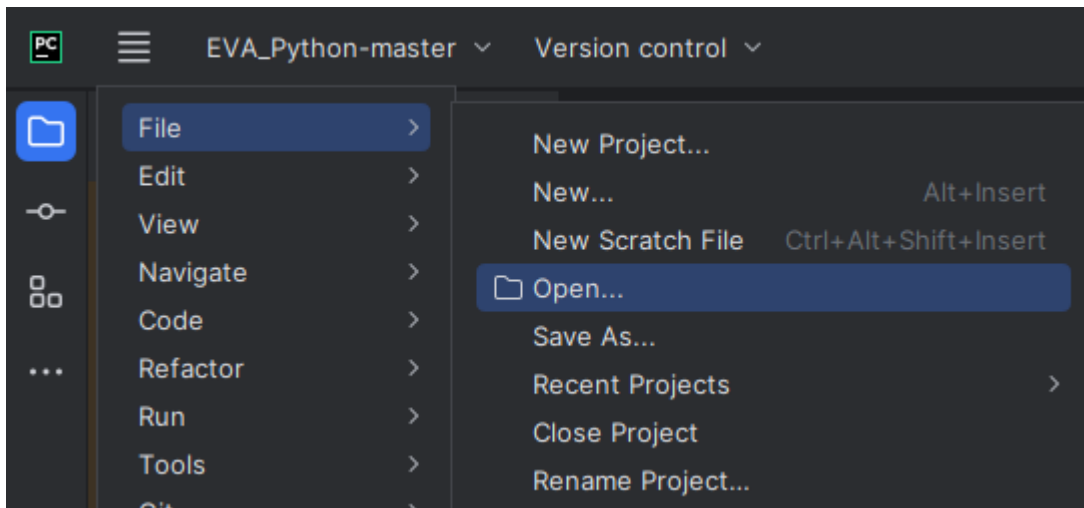 PC
EVA_Python-master
Version control
File
Edit
View
Navigate
Code
Refactor
Run
Tools
New Project...
New... Alt+Insert
New Scratch File Ctrl+Alt+Shift+Insert
Open...
Save As...
Recent Projects
Close Project
Rename Project...